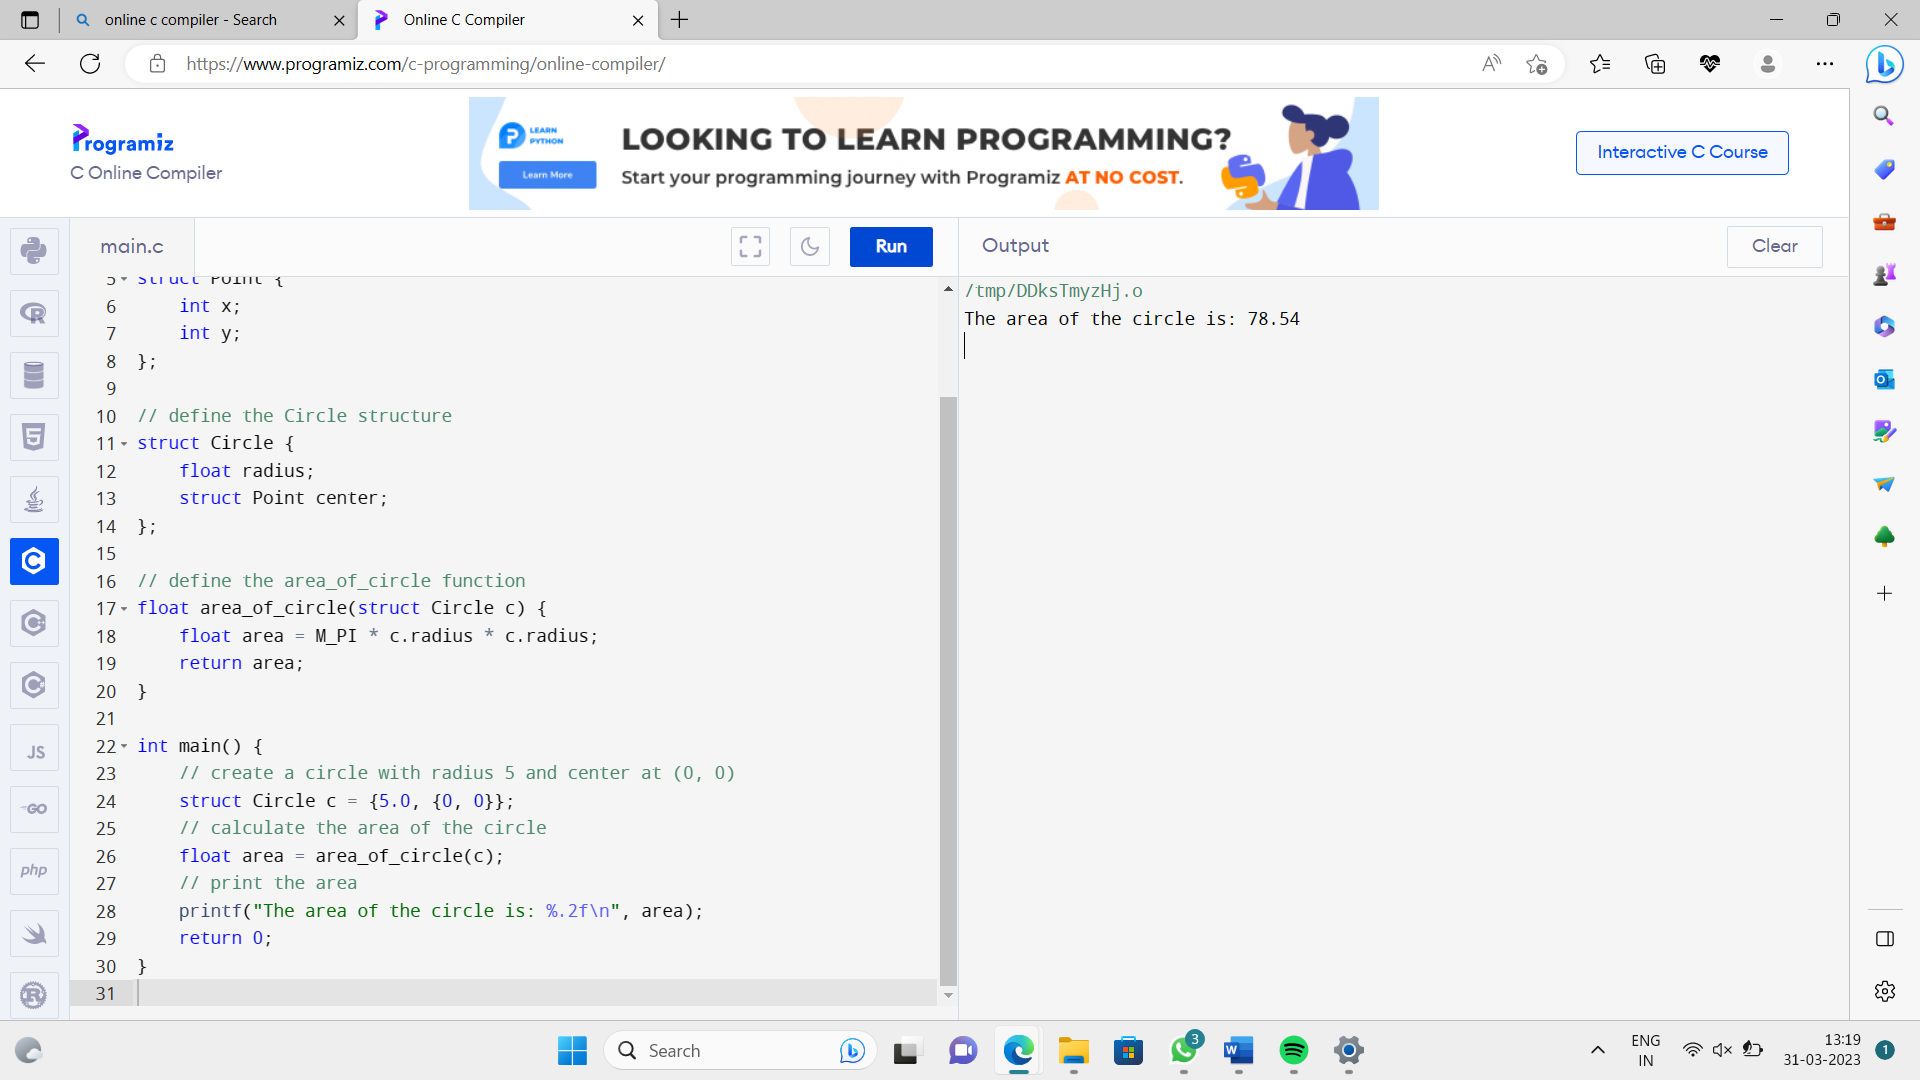 online c compiler - Search
Online C Compiler
https://www.programiz.com/c-programming/online-compiler/
Programiz
C Online Compiler
LEARN
PYTHON
Learn More
LOOKING TO LEARN PROGRAMMING?
Start your programming journey with Programiz AT NO COST.
Interactive C Course
main.c
Run
Output
Clear
5 struct Point {
6 int x;
7 int y;
8 };
9
10 // define the Circle structure
11 struct Circle {
12 float radius;
13 struct Point center;
14 };
15
16 // define the area_of_circle function
17 float area_of_circle(struct Circle c) {
18 float area = M_PI * c.radius * c.radius;
19 return area;
20 }
21
22 int main() {
23 // create a circle with radius 5 and center at (0, 0)
24 struct Circle c = {5.0, {0, 0}};
25 // calculate the area of the circle
26 float area = area_of_circle(c);
27 // print the area
28 printf("The area of the circle is: %.2f\n", area);
29 return 0;
30 }
31
/tmp/DDksTmyzHj.o
The area of the circle is: 78.54
JS
GO
php
Search
3
ENG
IN
13:19
31-03-2023
1